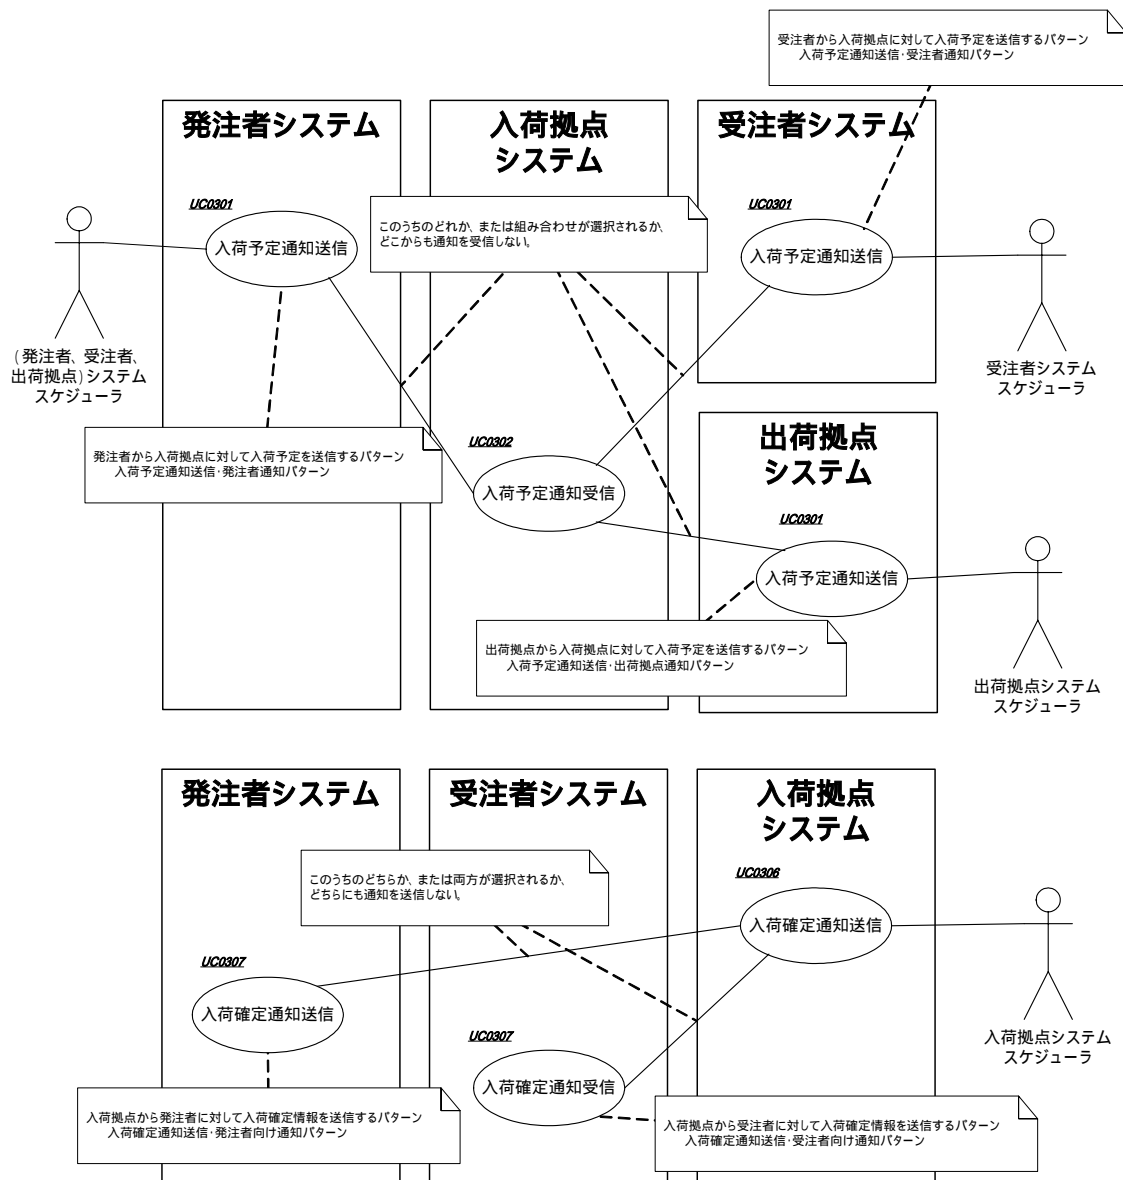 受注者から入荷拠点に対して入荷予定を送信するパターン
入荷予定通知送信・受注者通知パターン
発注者システム
入荷拠点
システム
受注者システム
UC0301
入荷予定通知送信
このうちのどれか、または組み合わせが選択されるか、
どこからも通知を受信しない。
UC0301
入荷予定通知送信
(発注者、受注者、
出荷拠点)システム
スケジューラ
受注者システム
スケジューラ
発注者から入荷拠点に対して入荷予定を送信するパターン
入荷予定通知送信・発注者通知パターン
UC0302
入荷予定通知受信
出荷拠点
システム
UC0301
入荷予定通知送信
出荷拠点から入荷拠点に対して入荷予定を送信するパターン
入荷予定通知送信・出荷拠点通知パターン
出荷拠点システム
スケジューラ
発注者システム
受注者システム
入荷拠点
システム
このうちのどちらか、または両方が選択されるか、
どちらにも通知を送信しない。
UC0306
入荷確定通知送信
UC0307
入荷確定通知送信
UC0307
入荷確定通知受信
入荷拠点システム
スケジューラ
入荷拠点から発注者に対して入荷確定情報を送信するパターン
入荷確定通知送信・発注者向け通知パターン
入荷拠点から受注者に対して入荷確定情報を送信するパターン
入荷確定通知送信・受注者向け通知パターン